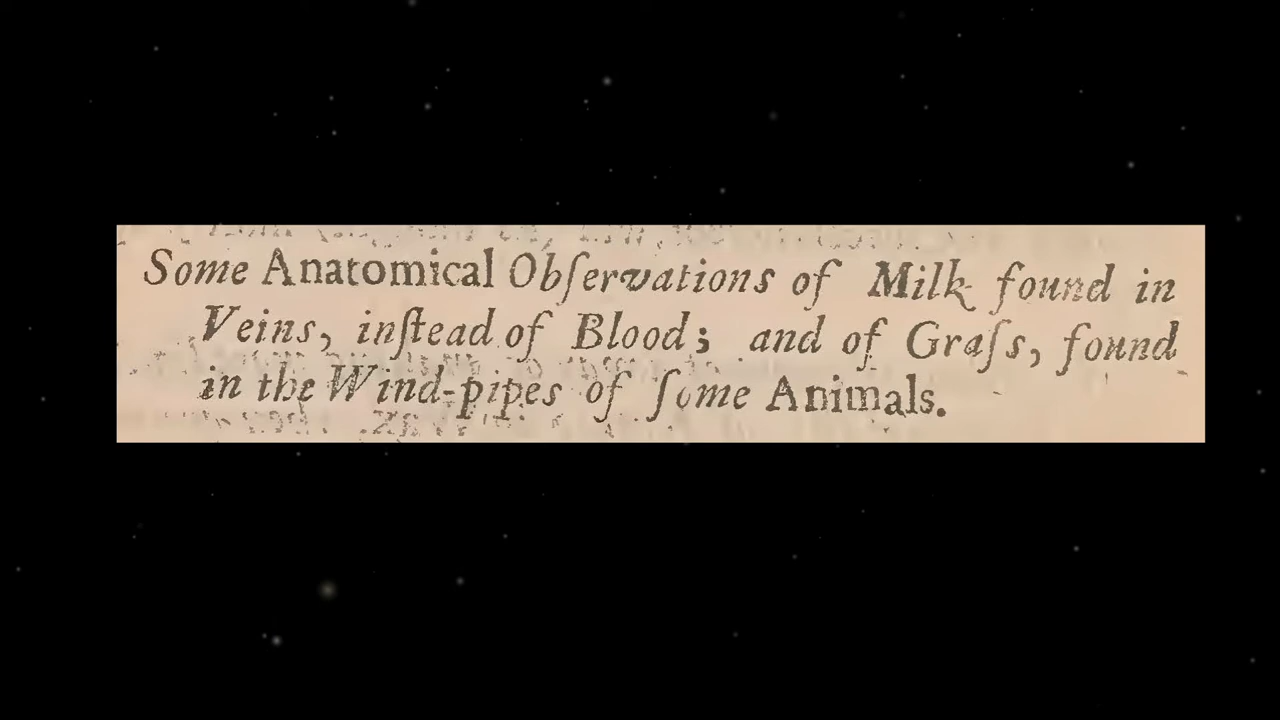 Some Anatomical Obſervations of Milk found in
Veins, inſtead of Blood; and of Graſs, found
in the Wind-pipes of ſome Animals.